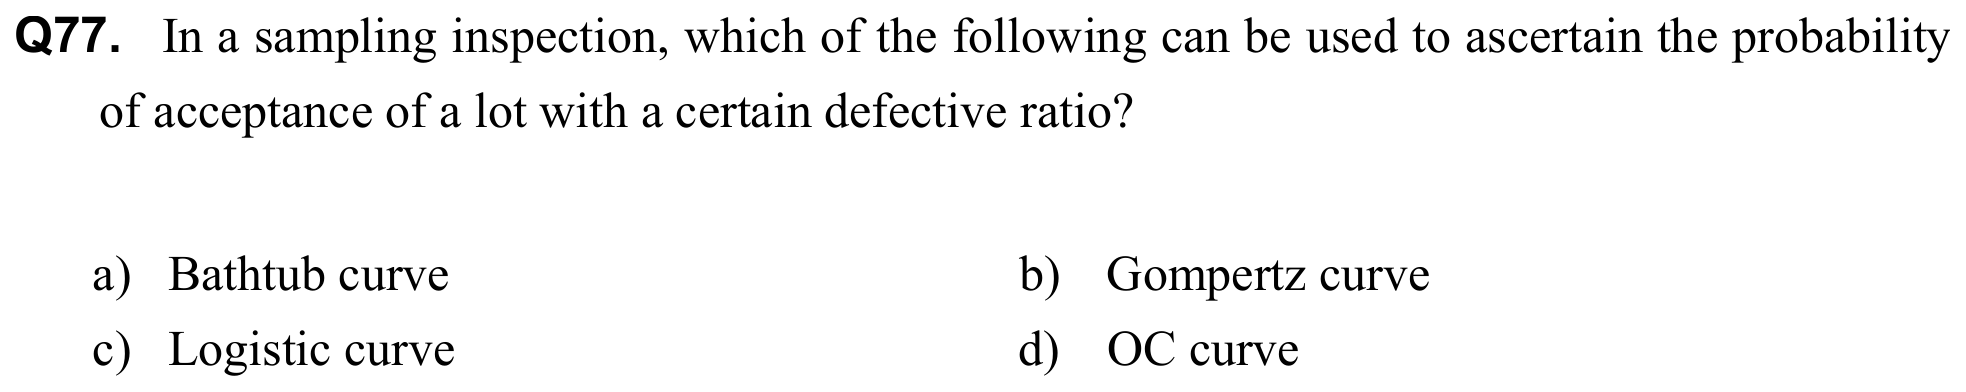 Q77. In a sampling inspection, which of the following can be used to ascertain the probability
of acceptance of a lot with a certain defective ratio?
a) Bathtub curve b) Gompertz curve
c) Logistic curve d) OC curve